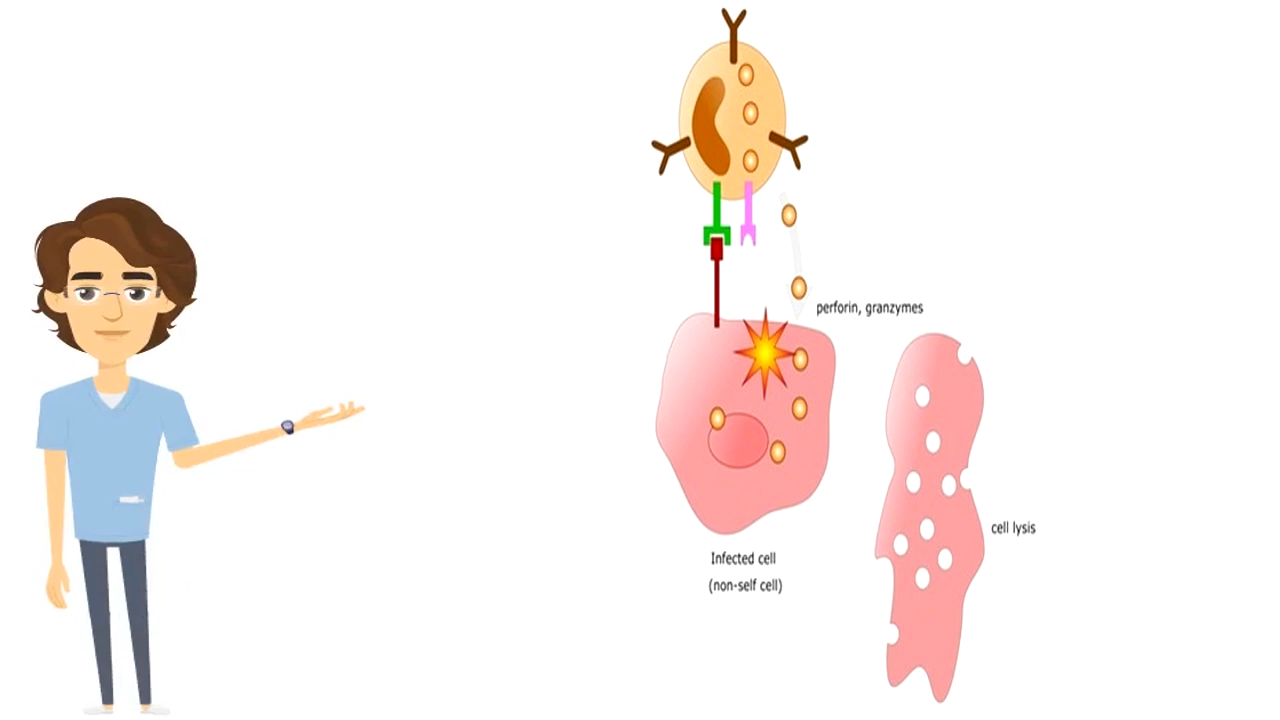 perforin, granzymes
cell lysis
Infected cell
(non-self cell)